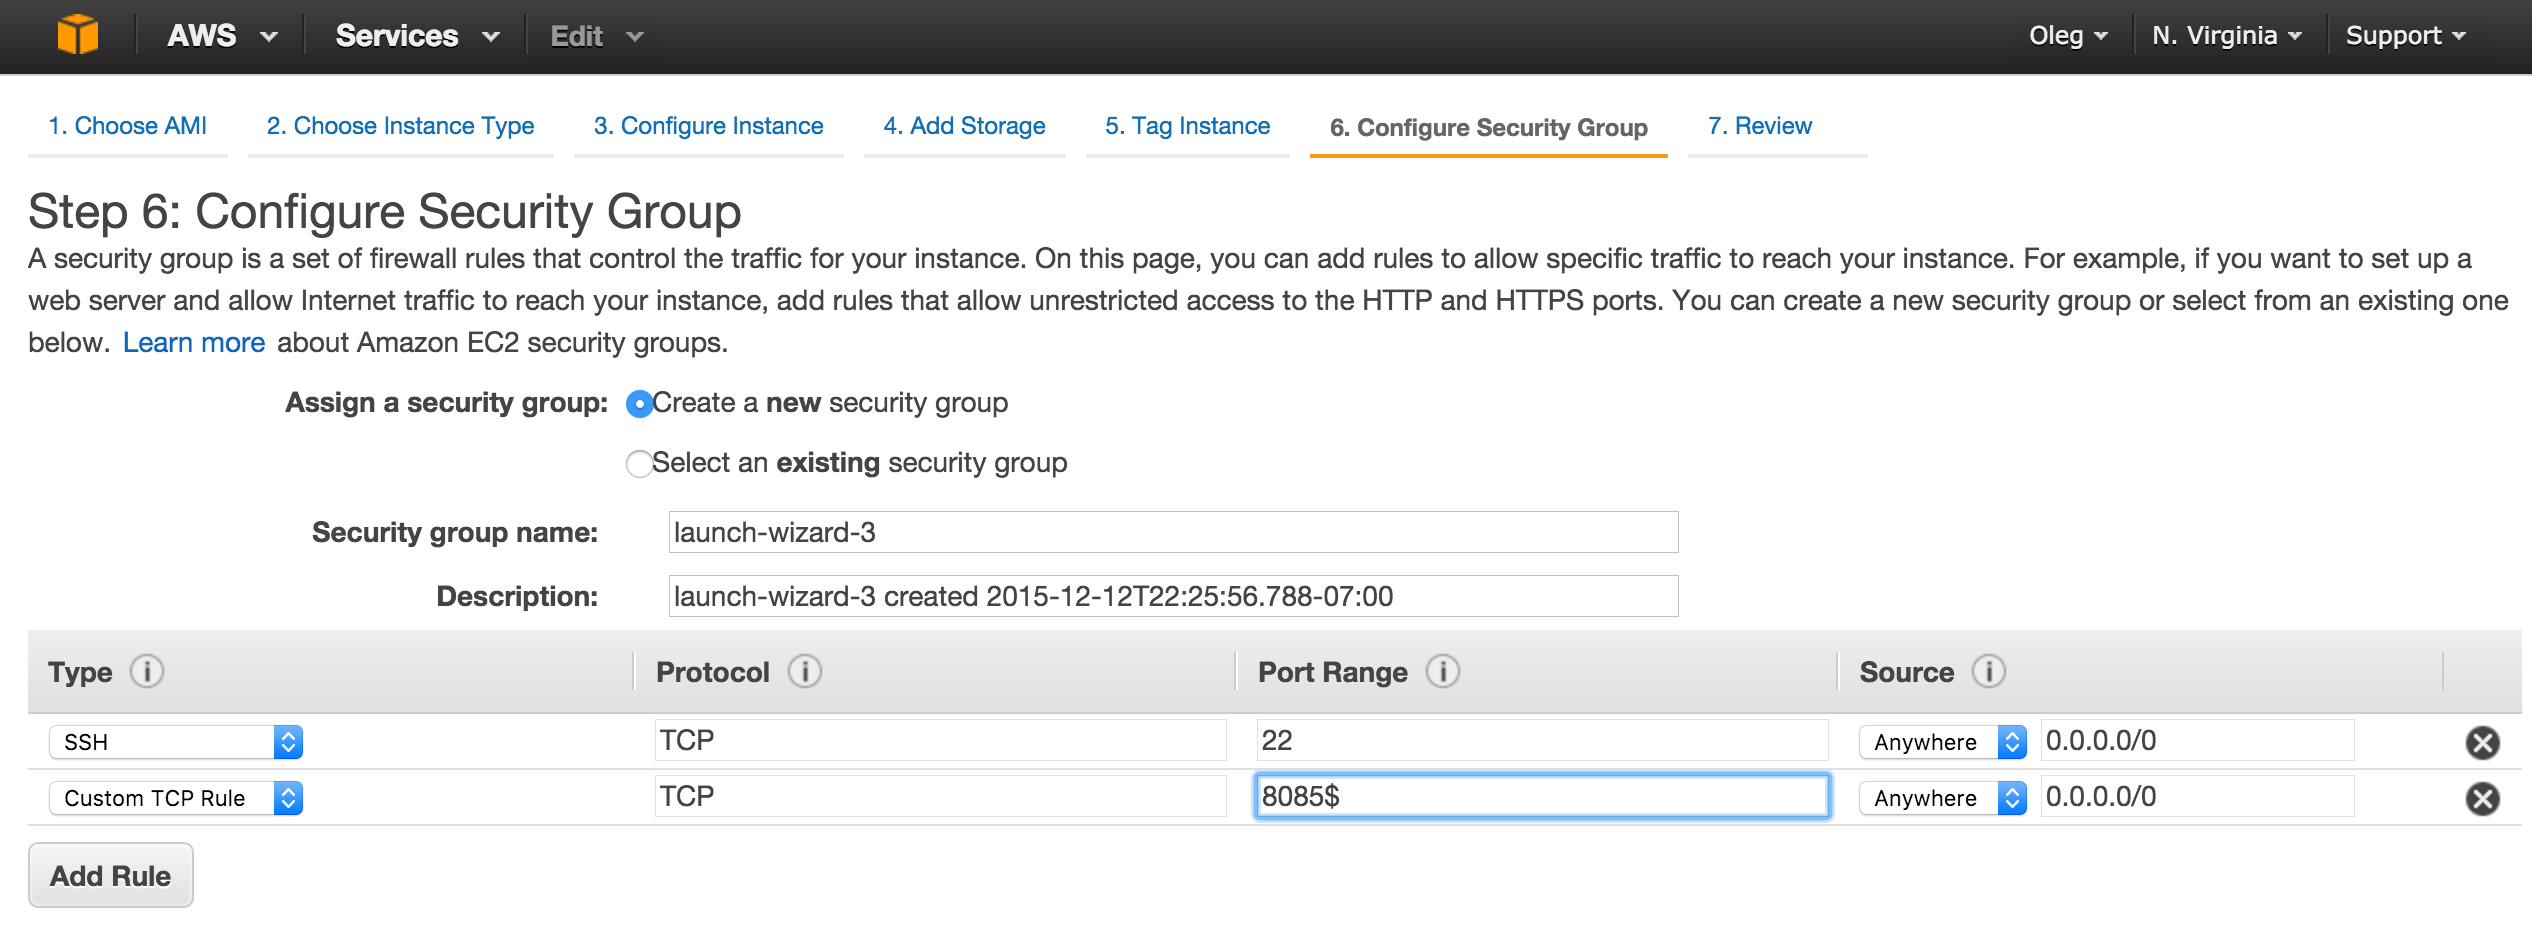 AWS Services Edit Oleg N. Virginia Support
1. Choose AMI 2. Choose Instance Type 3. Configure Instance 4. Add Storage 5. Tag Instance 6. Configure Security Group 7. Review
Step 6: Configure Security Group
A security group is a set of firewall rules that control the traffic for your instance. On this page, you can add rules to allow specific traffic to reach your instance. For example, if you want to set up a
web server and allow Internet traffic to reach your instance, add rules that allow unrestricted access to the HTTP and HTTPS ports. You can create a new security group or select from an existing one
below. Learn more about Amazon EC2 security groups.
Assign a security group: Create a new security group
Select an existing security group
Security group name: launch-wizard-3
Description: launch-wizard-3 created 2015-12-12T22:25:56.788-07:00
Type i Protocol i Port Range i Source i
SSH TCP 22 Anywhere 0.0.0.0/0
Custom TCP Rule TCP 8085$ Anywhere 0.0.0.0/0
Add Rule